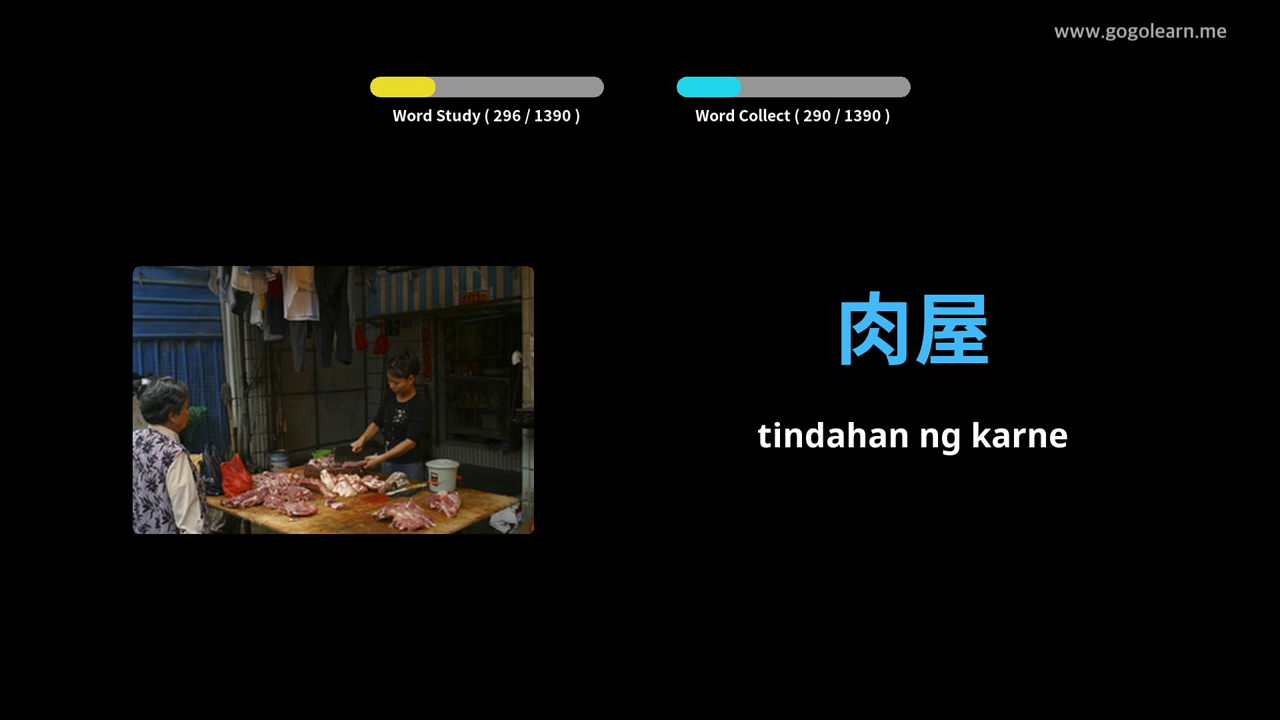 www.gogolearn.me
Word Study ( 296 / 1390 )
Word Collect ( 290 / 1390 )
肉屋
tindahan ng karne